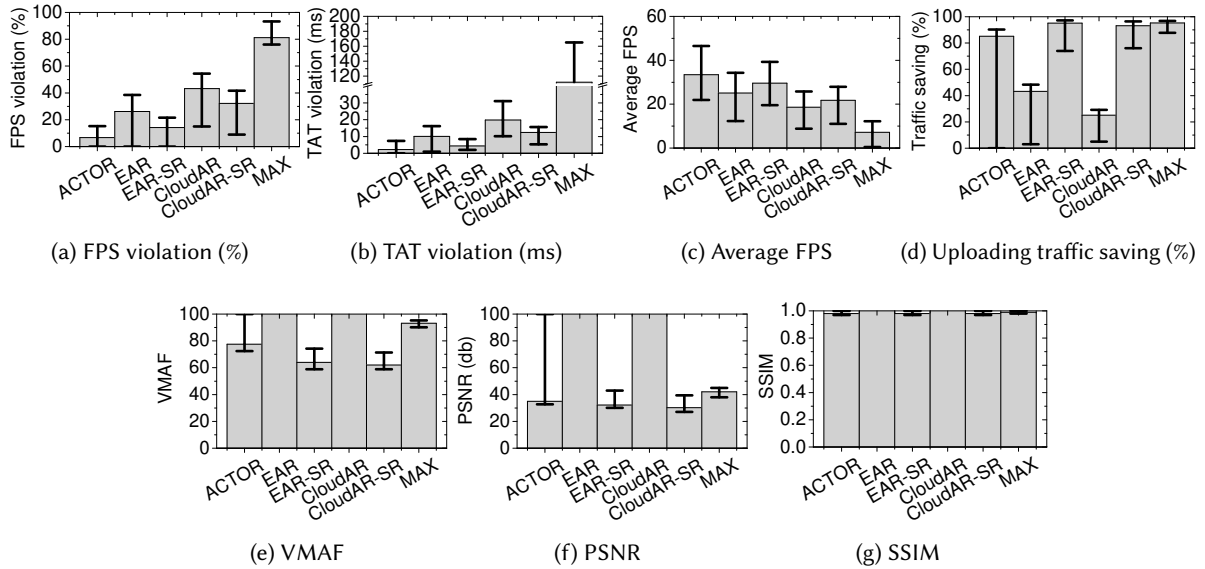 FPS violation (%)
100
80
60
40
20
0
ACTOR
EAR
EAR-SR
CloudAR
CloudAR-SR
MAX
(a) FPS violation (%)
TAT violation (ms)
200
160
120
30
20
10
0
ACTOR
EAR
EAR-SR
CloudAR
CloudAR-SR
MAX
(b) TAT violation (ms)
Average FPS
60
40
20
0
ACTOR
EAR
EAR-SR
CloudAR
CloudAR-SR
MAX
(c) Average FPS
Traffic saving (%)
100
80
60
40
20
0
ACTOR
EAR
EAR-SR
CloudAR
CloudAR-SR
MAX
(d) Uploading traffic saving (%)
VMAF
100
80
60
40
20
0
ACTOR
EAR
EAR-SR
CloudAR
CloudAR-SR
MAX
(e) VMAF
PSNR (db)
100
80
60
40
20
0
ACTOR
EAR
EAR-SR
CloudAR
CloudAR-SR
MAX
(f) PSNR
SSIM
1.0
0.8
0.6
0.4
0.2
0.0
ACTOR
EAR
EAR-SR
CloudAR
CloudAR-SR
MAX
(g) SSIM